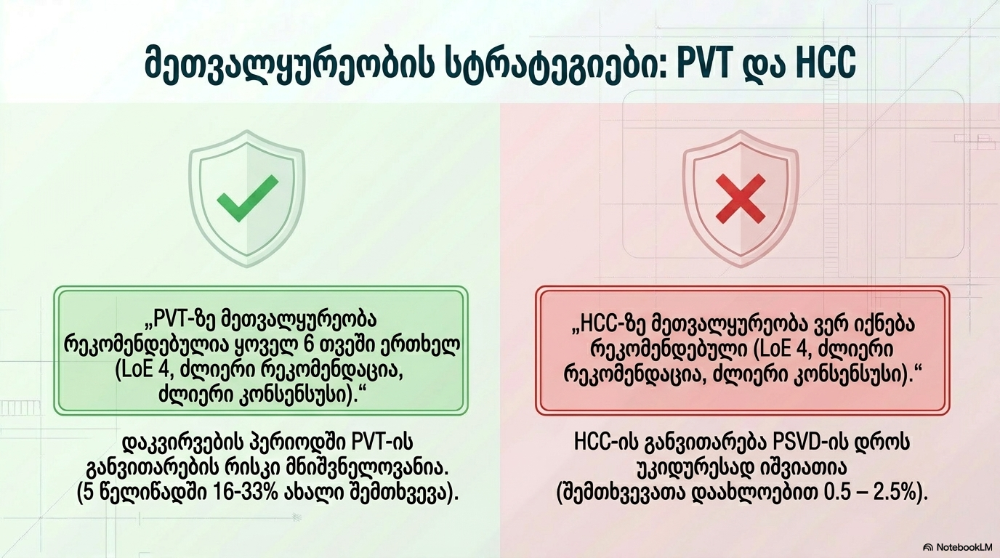 მეთვალყურეობის სტრატეგიები: PVT და HCC
„PVT-ზე მეთვალყურეობა
რეკომენდებულია ყოველ 6 თვეში ერთხელ
(LoE 4, ძლიერი რეკომენდაცია,
ძლიერი კონსენსუსი).“
დაკვირვების პერიოდში PVT-ის
განვითარების რისკი მნიშვნელოვანია.
(5 წელიწადში 16-33% ახალი შემთხვევა).
„HCC-ზე მეთვალყურეობა ვერ იქნება
რეკომენდებული (LoE 4, ძლიერი
რეკომენდაცია, ძლიერი კონსენსუსი).“
HCC-ის განვითარება PSVD-ის დროს
უკიდურესად იშვიათია
(შემთხვევათა დაახლოებით 0.5 – 2.5%).
NotebookLM